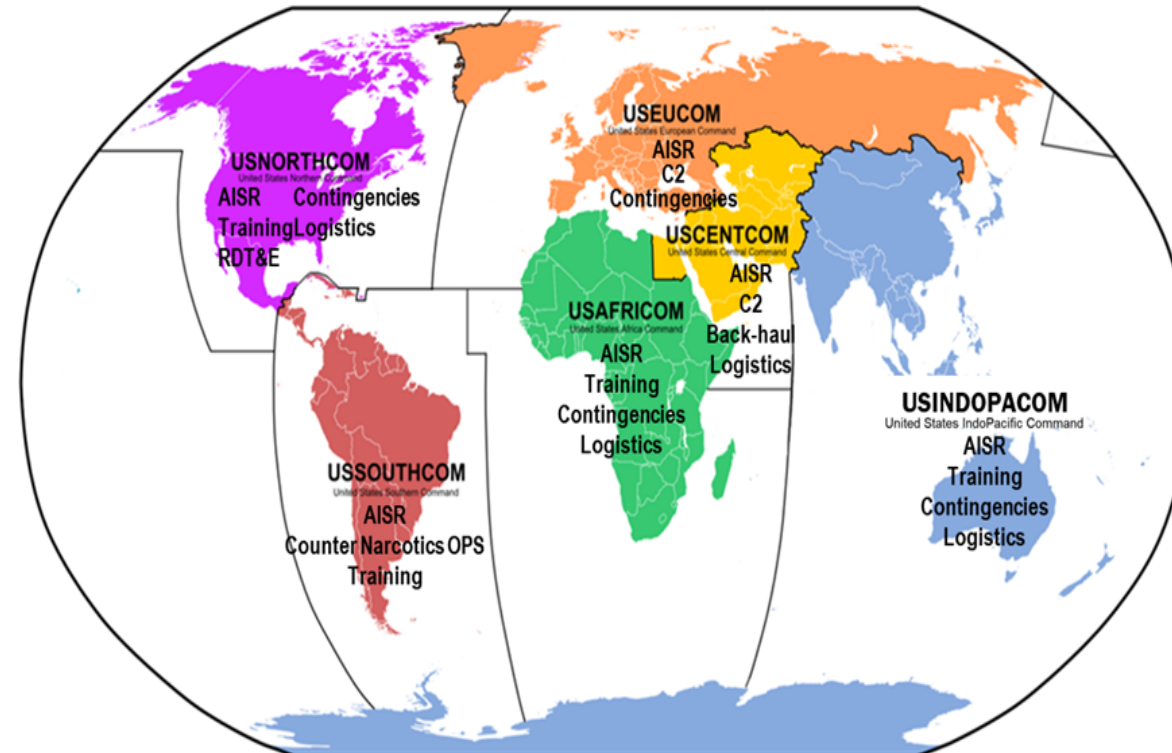 USEUCOM
United States European Command
AISR
C2
Contingencies
USNORTHCOM
United States Northern Command
AISR Contingencies
TrainingLogistics
RDT&E
USCENTCOM
United States Central Command
AISR
C2
Back-haul
Logistics
USAFRICOM
United States Africa Command
AISR
Training
Contingencies
Logistics
USINDOPACOM
United States IndoPacific Command
AISR
Training
Contingencies
Logistics
USSOUTHCOM
United States Southern Command
AISR
Counter Narcotics OPS
Training